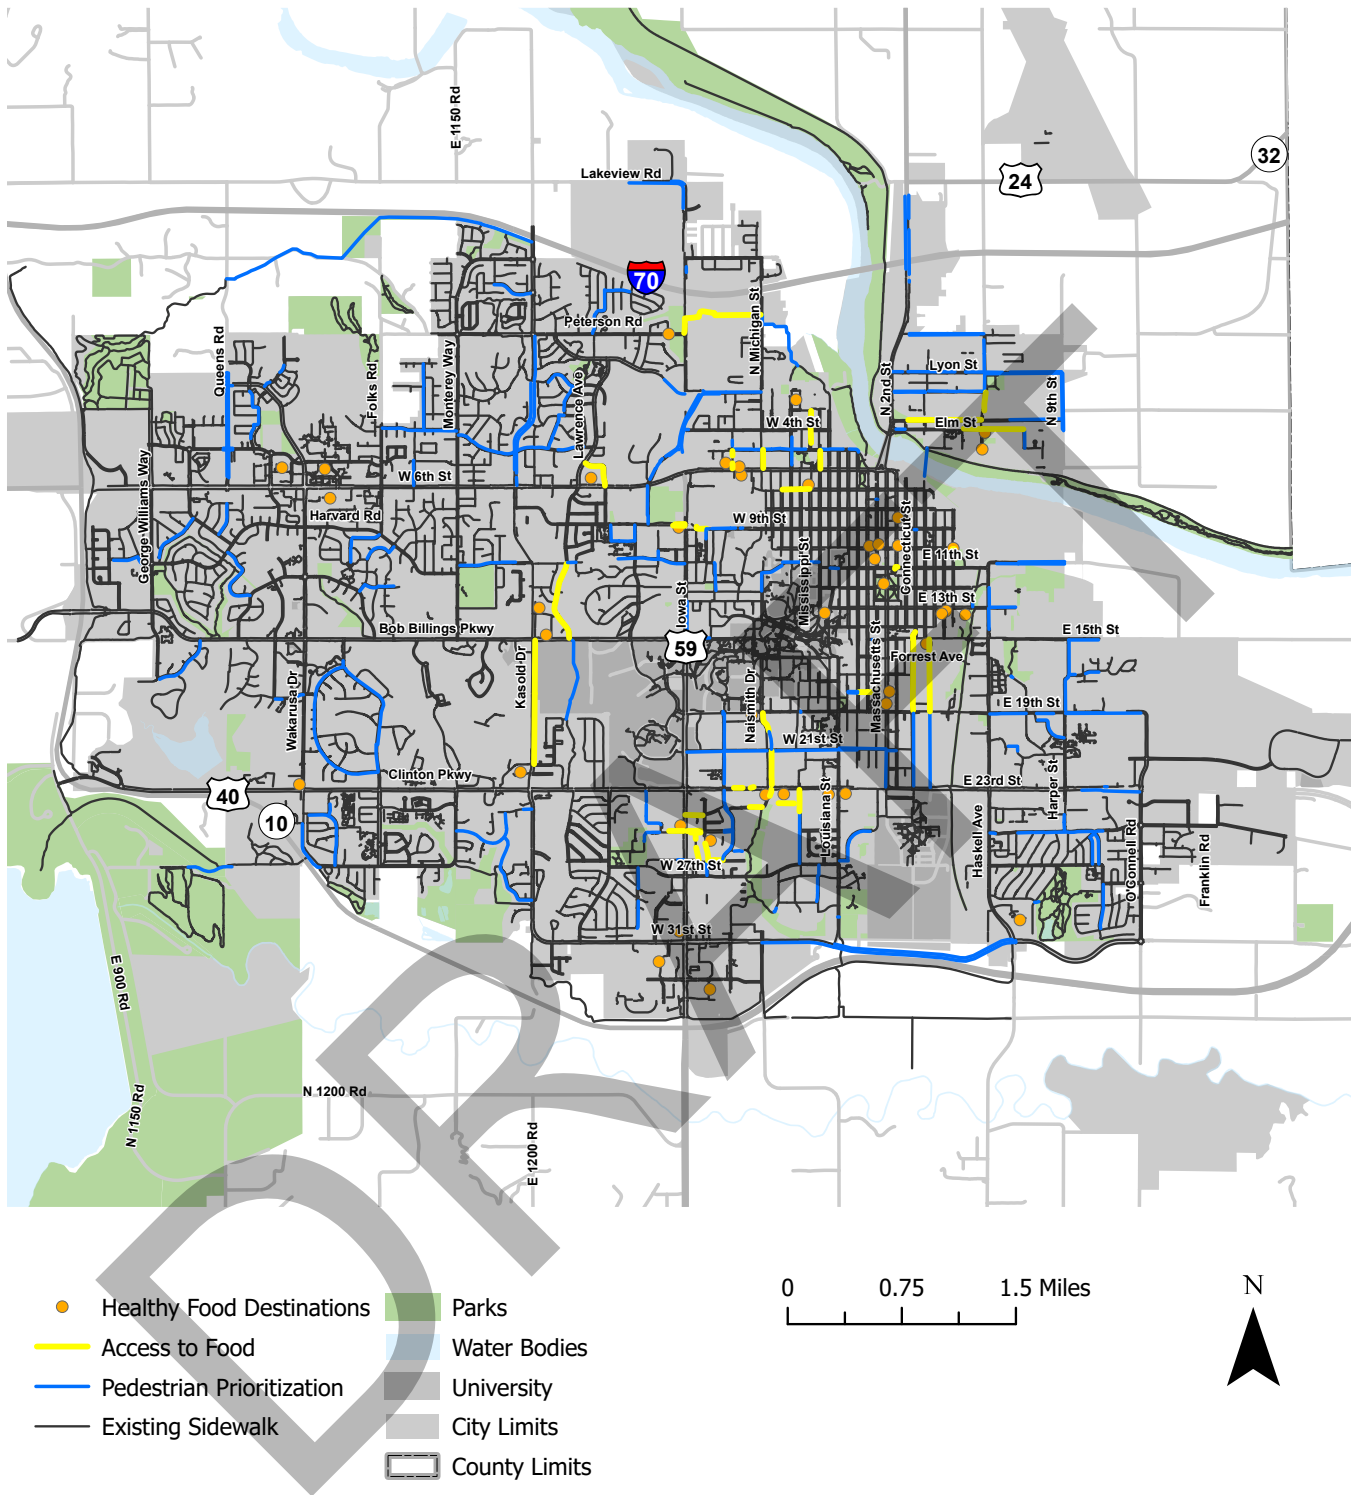 E 1150 Rd
Lakeview Rd
32
24
70
Peterson Rd
N Michigan St
Queens Rd
Folks Rd
Monterey Way
Lawrence Ave
N 2nd St
Lyon St
N 9th St
W 4th St
Elm St
George Williams Way
W 6th St
Harvard Rd
W 9th St
Connecticut St
E 11th St
Mississippi St
Iowa St
E 13th St
Bob Billings Pkwy
59
E 15th St
Forrest Ave
Kasold Dr
Naismith Dr
Massachusetts St
E 19th St
Wakarusa Dr
W 21st St
Clinton Pkwy
E 23rd St
40
10
Louisiana St
Haskel Ave
Harper St
O'Connell Rd
Franklin Rd
W 27th St
W 31st St
E 900 Rd
N 1150 Rd
N 1200 Rd
E 1200 Rd
DRAFT
Healthy Food Destinations
Access to Food
Pedestrian Prioritization
Existing Sidewalk
Parks
Water Bodies
University
City Limits
County Limits
0 0.75 1.5 Miles
N